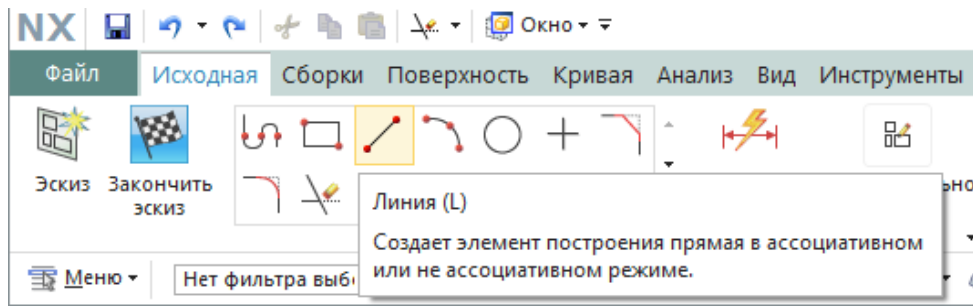 NX Окно
Файл Исходная Сборки Поверхность Кривая Анализ Вид Инструменты
Эскиз Закончить
эскиз
Линия (L)
Создает элемент построения прямая в ассоциативном
или не ассоциативном режиме.
Меню Нет фильтра